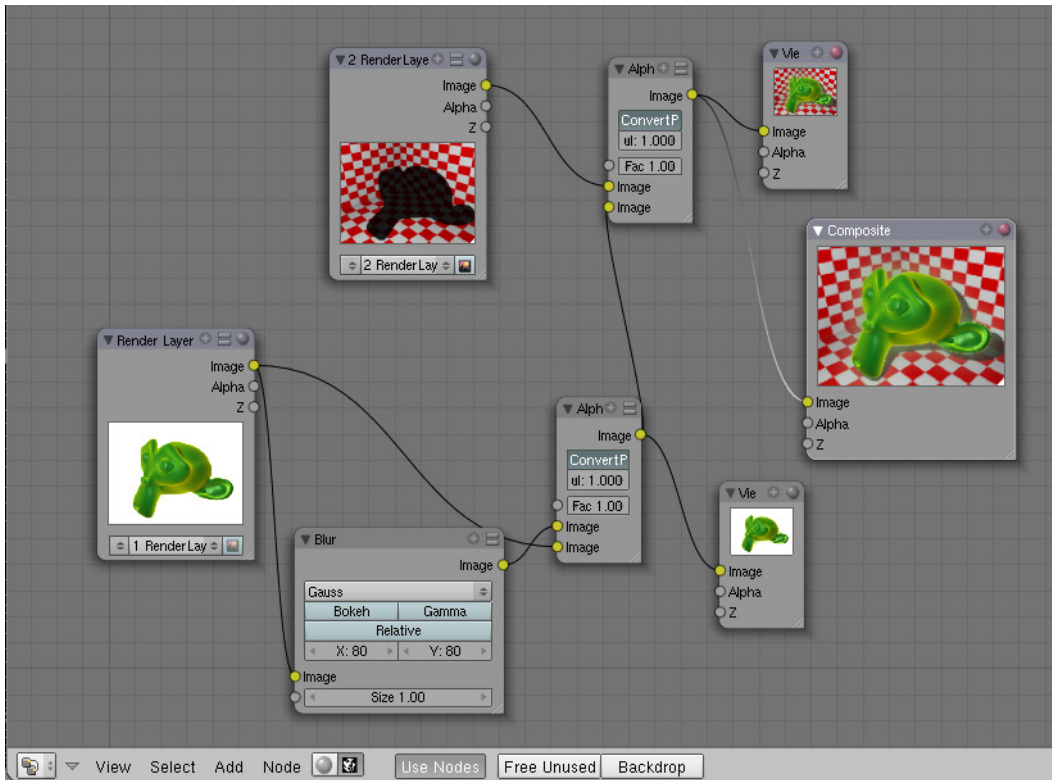 2 RenderLaye
Image
Alpha
Z
2 RenderLay
Alph
Image
ConvertP
ul: 1.000
Fac 1.00
Image
Image
Vie
Image
Alpha
Z
Composite
Image
Alpha
Z
Render Layer
Image
Alpha
Z
1 RenderLay
Blur
Image
Gauss
Bokeh Gamma
Relative
X: 80 Y: 80
Image
Size 1.00
Alph
Image
ConvertP
ul: 1.000
Fac 1.00
Image
Image
Vie
Image
Alpha
Z
View Select Add Node Use Nodes Free Unused Backdrop